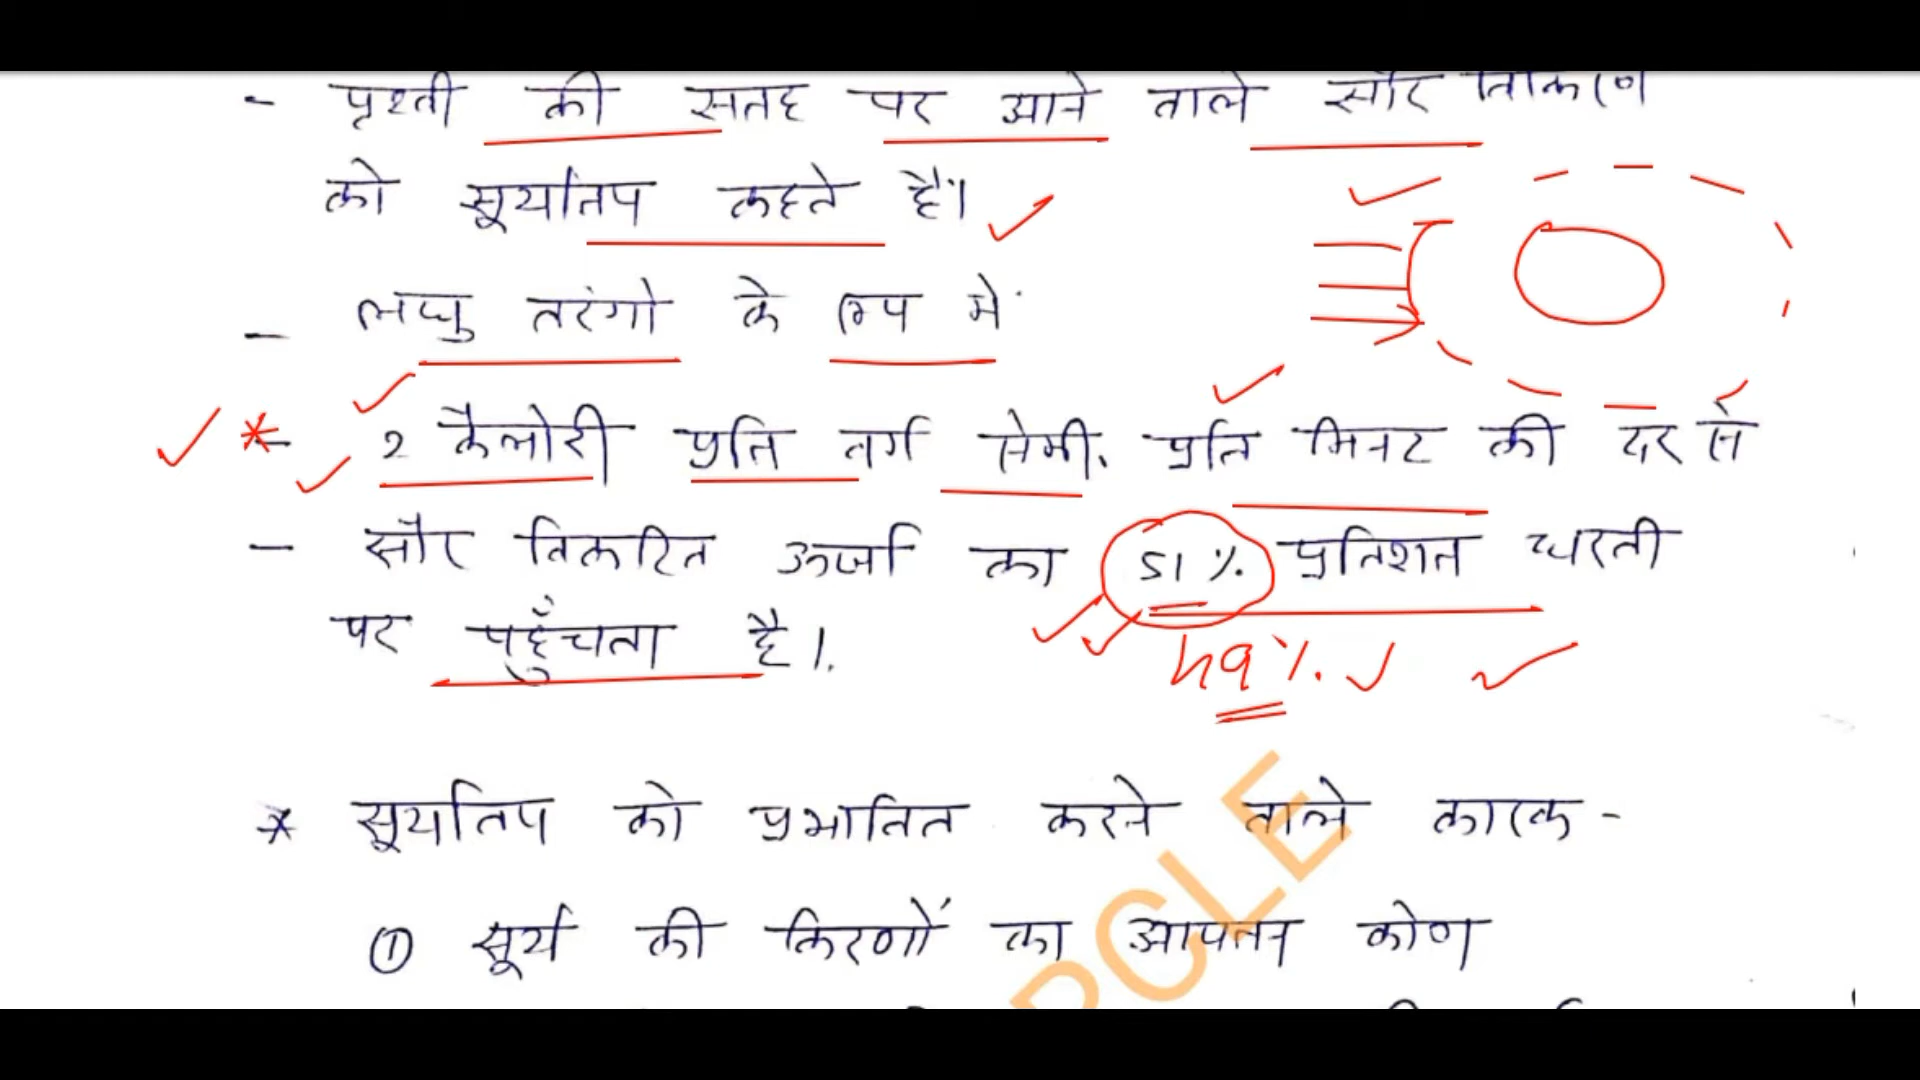 - पृथ्वी की सतह पर आने वाले सौर विकिरण
को सूर्यातप कहते है।
- लघु तरंगो के रूप में
* - 2 कैलोरी प्रति वर्ग सेमी. प्रति मिनट की दर से
- सौर विकरित ऊर्जा का 51% प्रतिशत धरती
पर पहुँचता है।
49%.
* सूर्यातप को प्रभावित करने वाले कारक -
① सूर्य की किरणों का आपतन कोण
PCLE